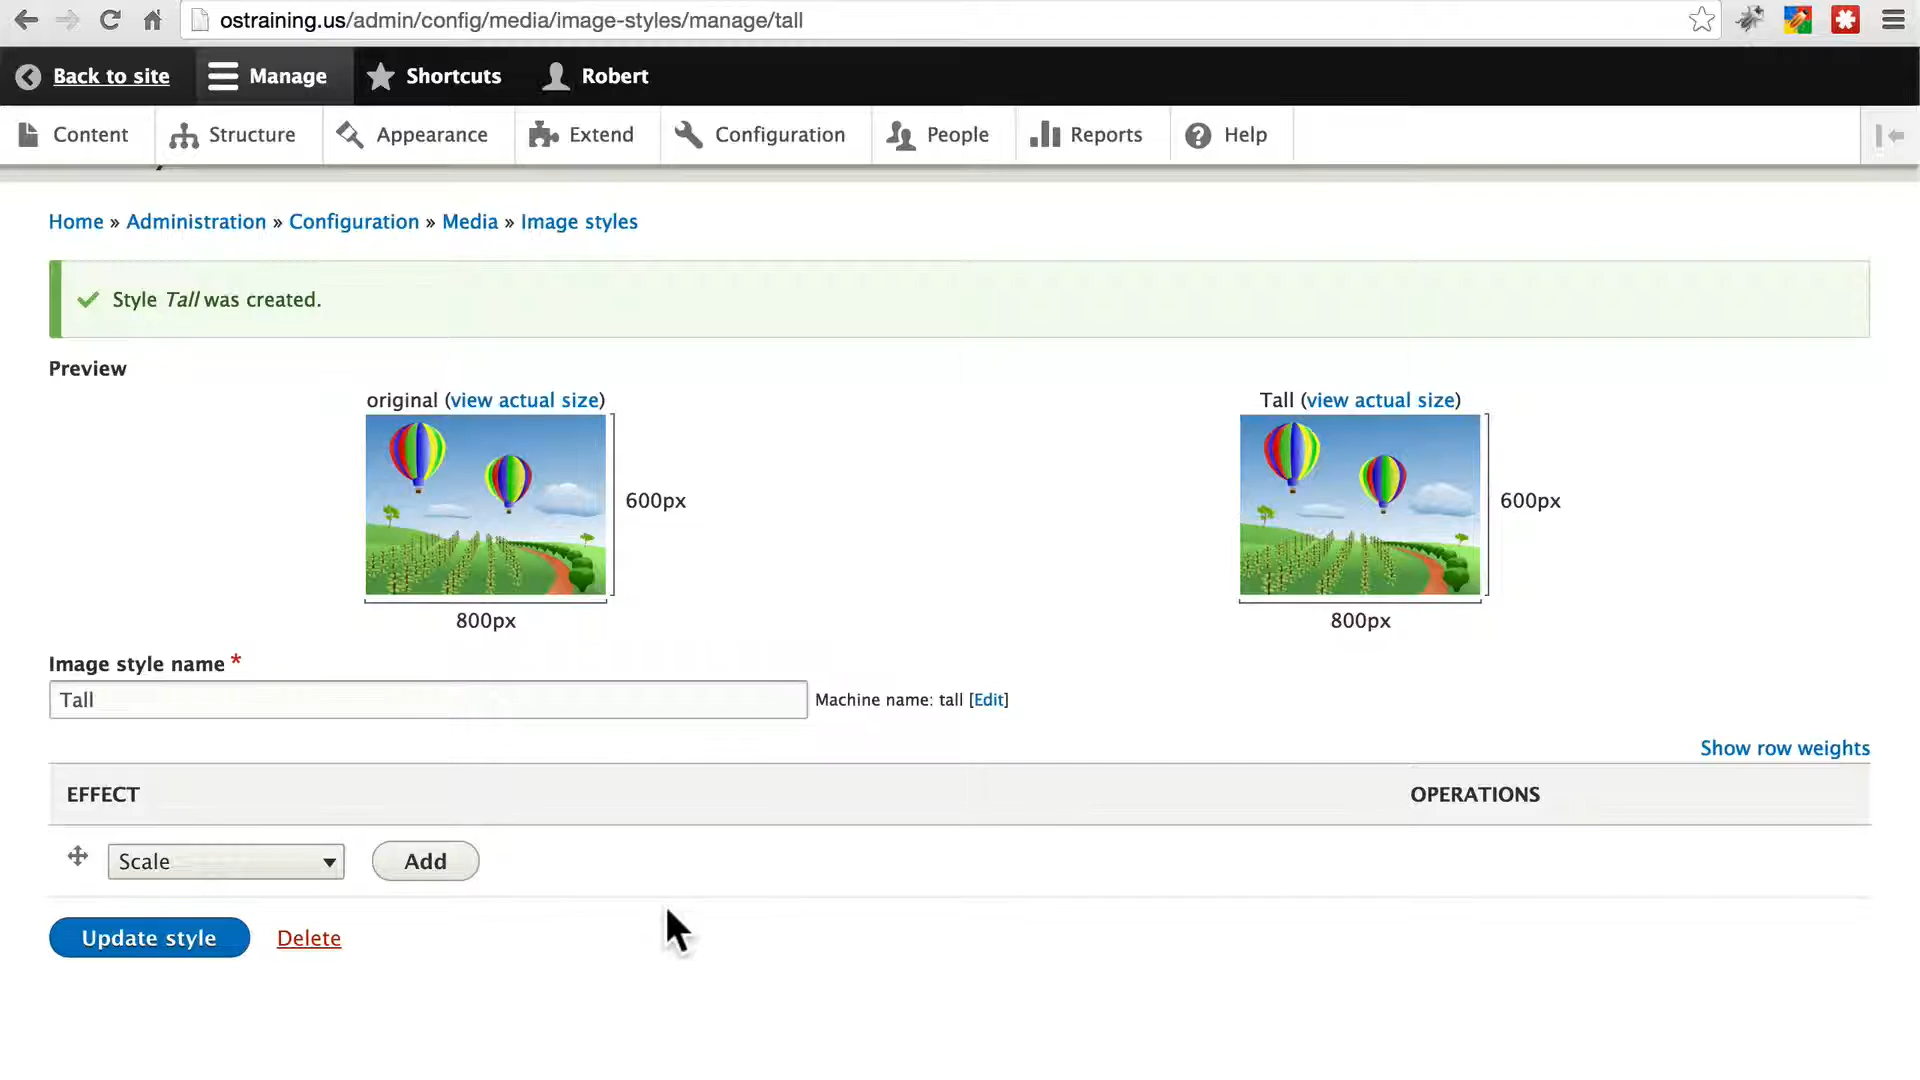 ostraining.us/admin/config/media/image-styles/manage/tall
Back to site Manage Shortcuts Robert
Content Structure Appearance Extend Configuration People Reports Help
Home » Administration » Configuration » Media » Image styles
Style Tall was created.
Preview
original (view actual size) Tall (view actual size)
600px 600px
800px 800px
Image style name *
Tall Machine name: tall [Edit]
Show row weights
EFFECT OPERATIONS
Scale Add
Update style Delete